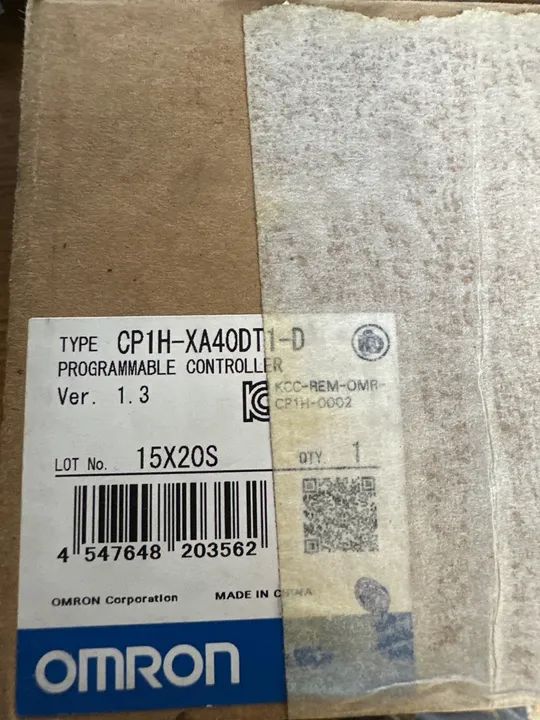 TYPE CP1H-XA40DT1-D
PROGRAMMABLE CONTROLLER
Ver. 1.3
KCC-REM-OMR-
CP1H-0002
LOT No. 15X20S QTY. 1
4 547648 203562
OMRON Corporation MADE IN CHINA
OMRON